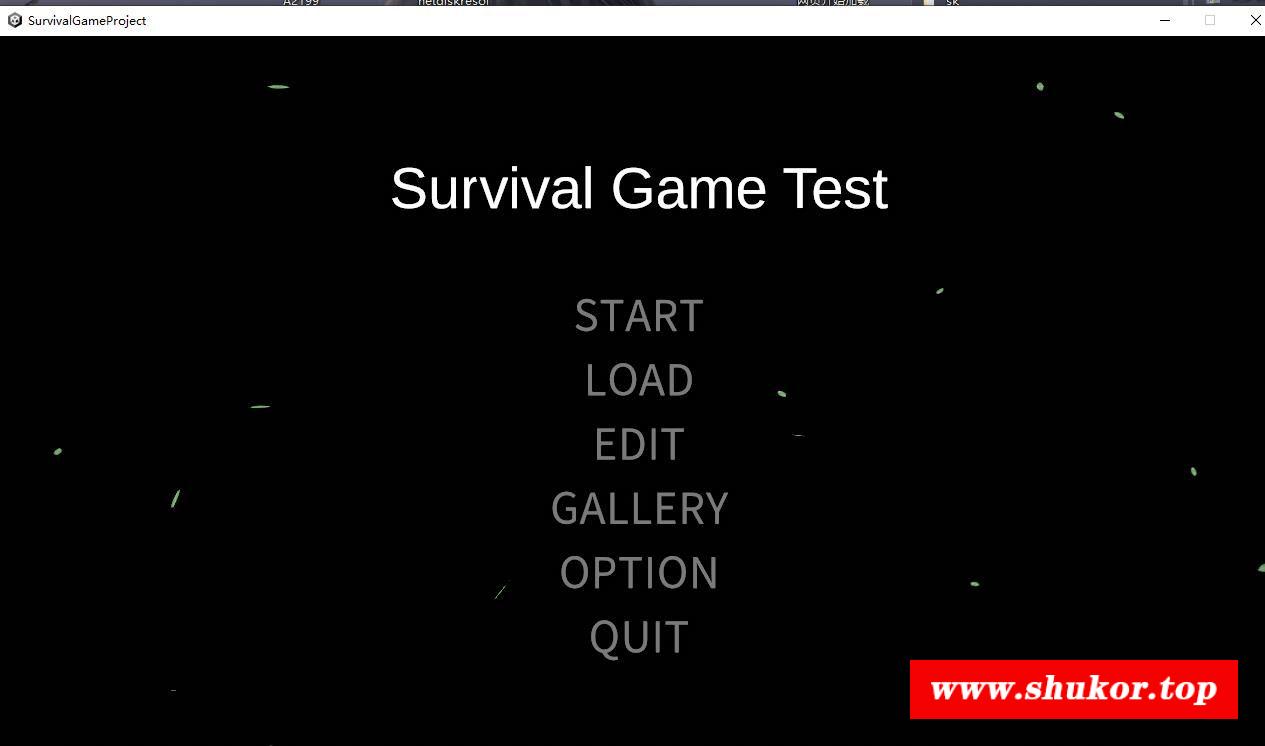 SurvivalGameProject
Survival Game Test
START
LOAD
EDIT
GALLERY
OPTION
QUIT
www.shukor.top